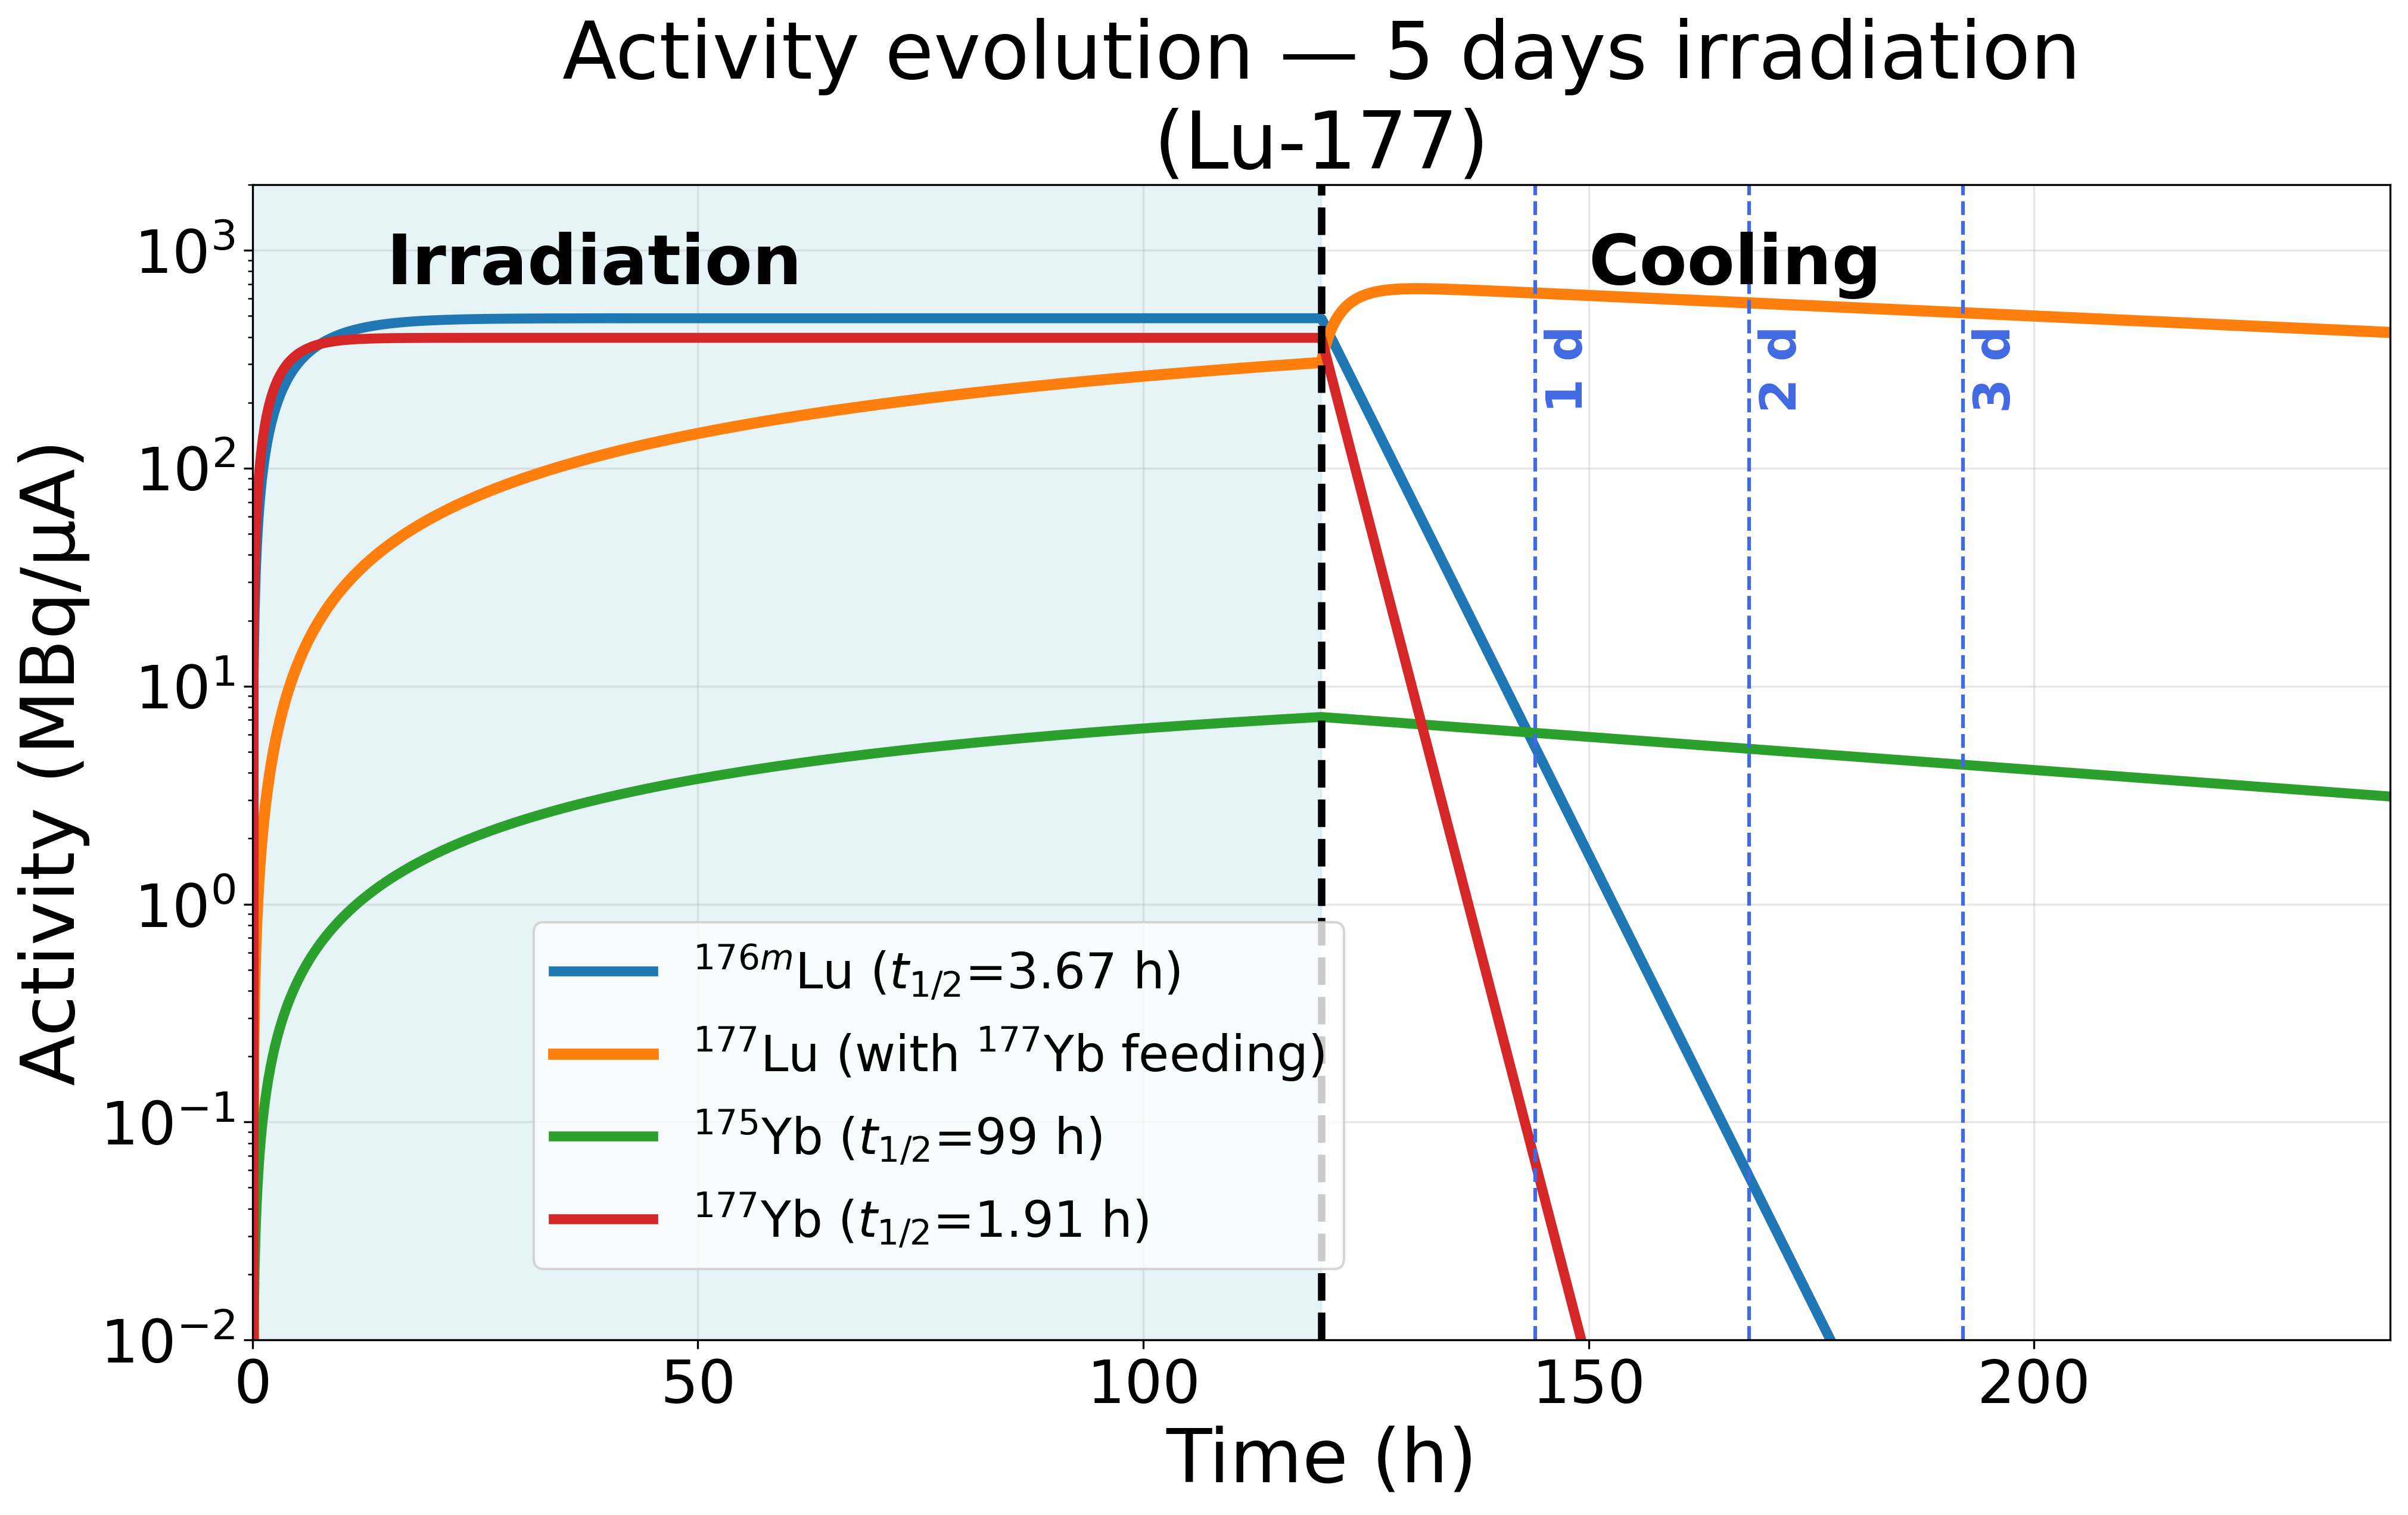 Activity evolution — 5 days irradiation
(Lu-177)
Irradiation
Cooling
1 d
2 d
3 d
Activity (MBq/µA)
10³
10²
10¹
10⁰
10⁻¹
10⁻²
¹⁷⁶ᵐLu (t₁/₂=3.67 h)
¹⁷⁷Lu (with ¹⁷⁷Yb feeding)
¹⁷⁵Yb (t₁/₂=99 h)
¹⁷⁷Yb (t₁/₂=1.91 h)
0 50 100 150 200
Time (h)